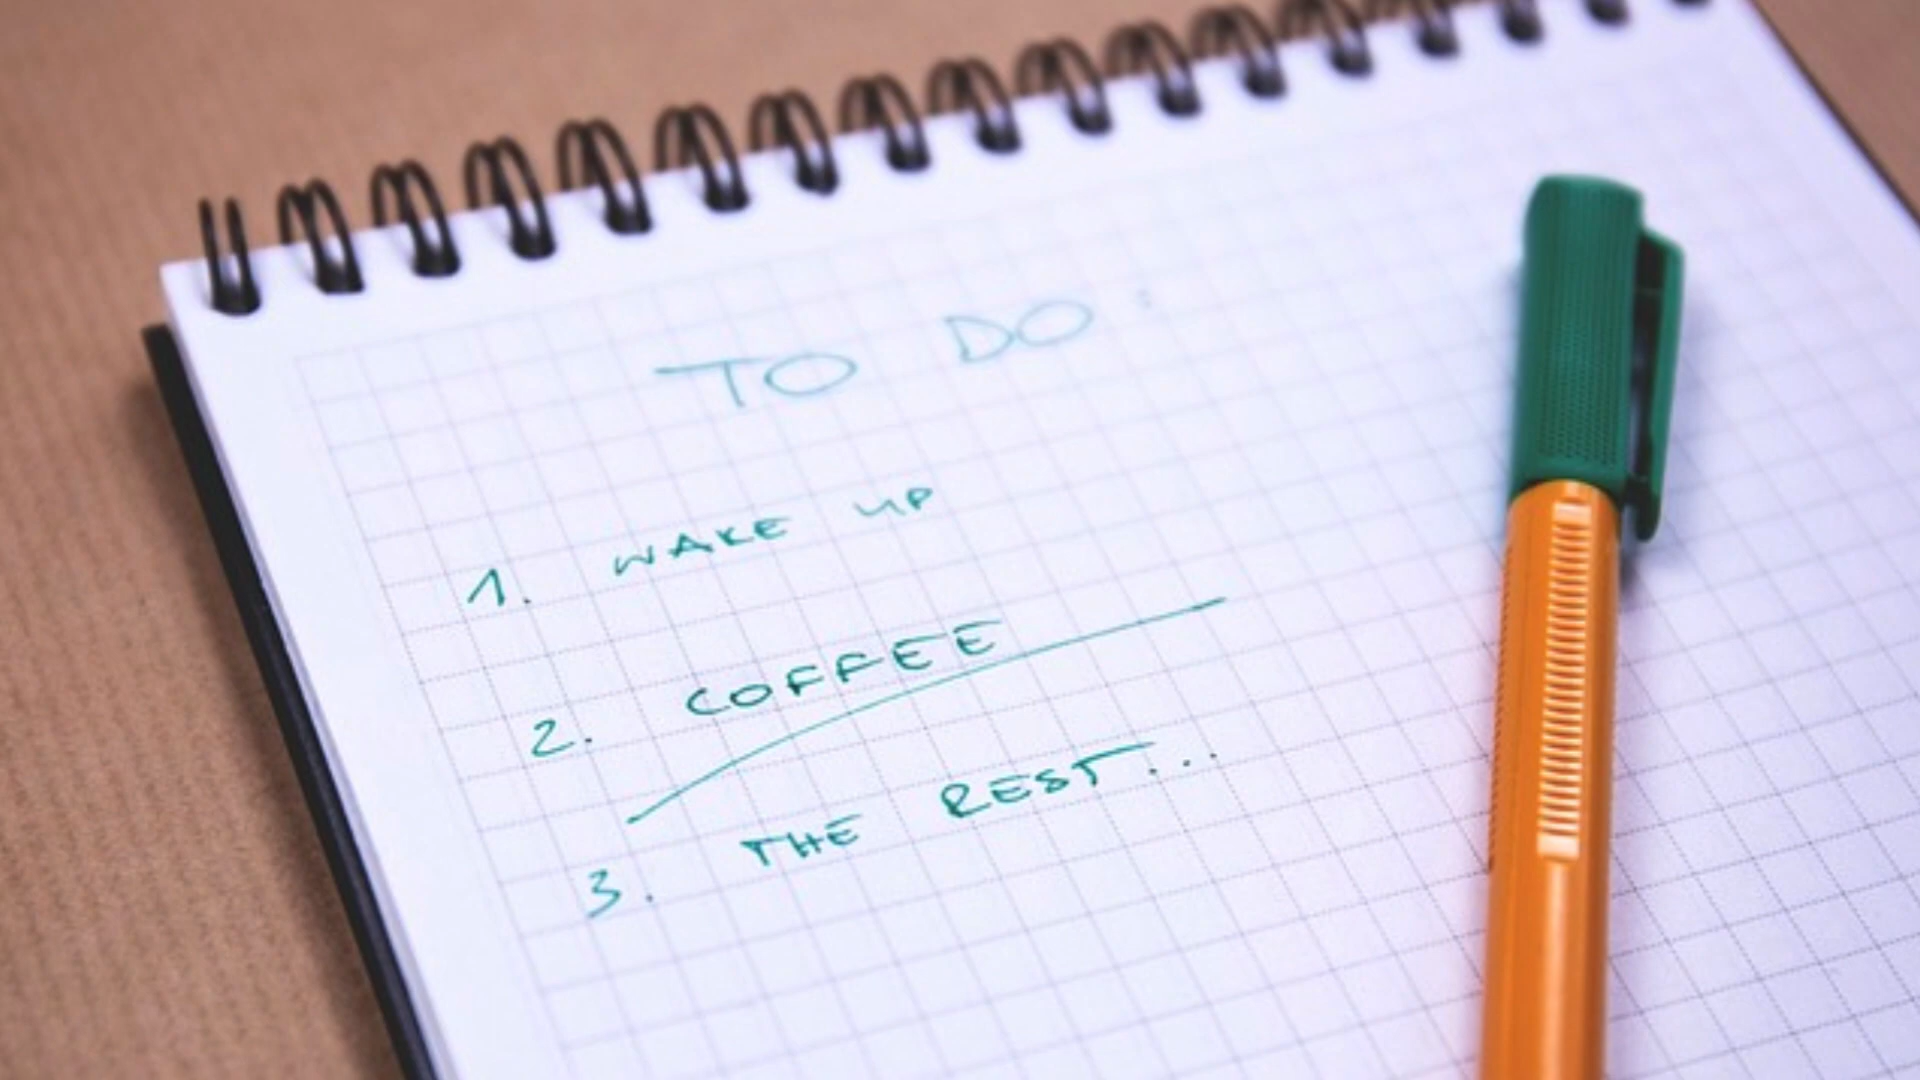 TO DO:
1. WAKE UP
2. COFFEE
3. THE REST...